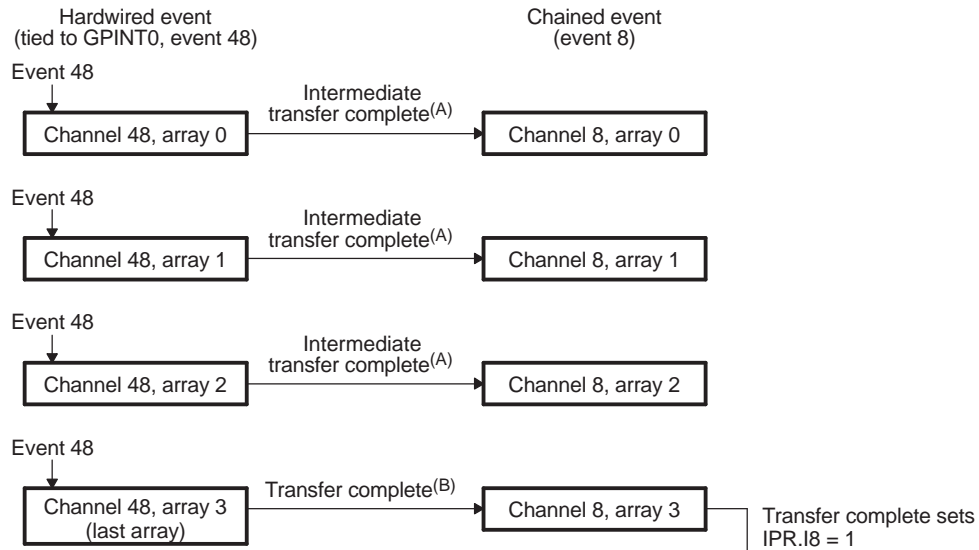 Hardwired event
(tied to GPINT0, event 48)
Chained event
(event 8)
Event 48
Channel 48, array 0
Intermediate
transfer complete(A)
Channel 8, array 0
Event 48
Channel 48, array 1
Intermediate
transfer complete(A)
Channel 8, array 1
Event 48
Channel 48, array 2
Intermediate
transfer complete(A)
Channel 8, array 2
Event 48
Channel 48, array 3
(last array)
Transfer complete(B)
Channel 8, array 3
Transfer complete sets
IPR.I8 = 1